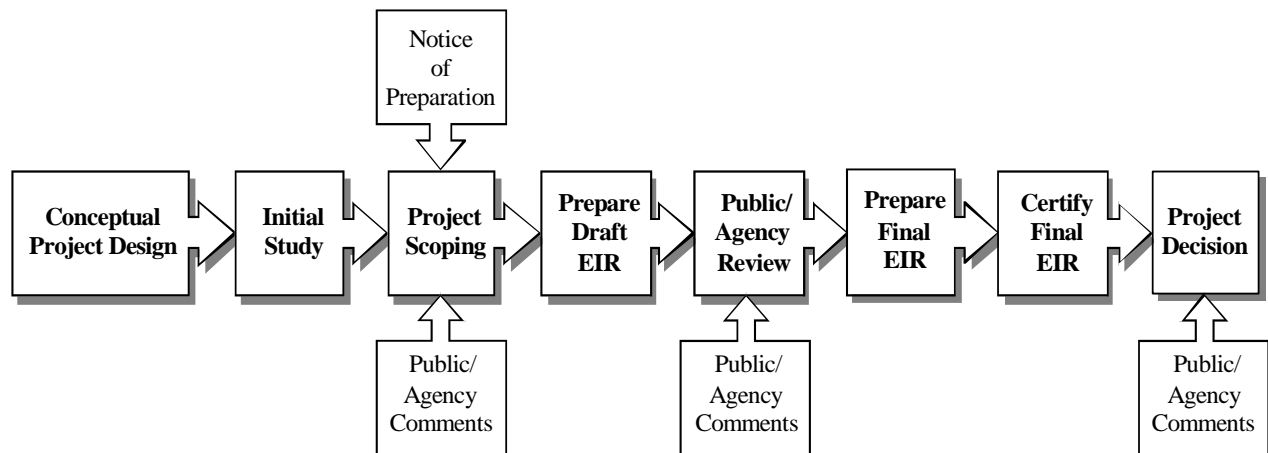 Notice
of
Preparation
Conceptual
Project Design
Initial
Study
Project
Scoping
Prepare
Draft
EIR
Public/
Agency
Review
Prepare
Final
EIR
Certify
Final
EIR
Project
Decision
Public/
Agency
Comments
Public/
Agency
Comments
Public/
Agency
Comments